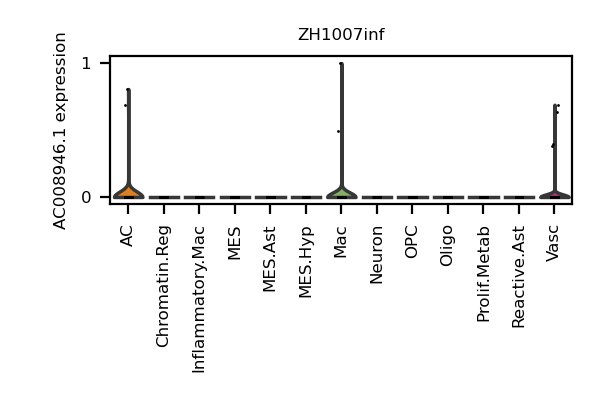 ZH1007inf
AC008946.1 expression
1
0
AC
Chromatin.Reg
Inflammatory.Mac
MES
MES.Ast
MES.Hyp
Mac
Neuron
OPC
Oligo
Prolif.Metab
Reactive.Ast
Vasc